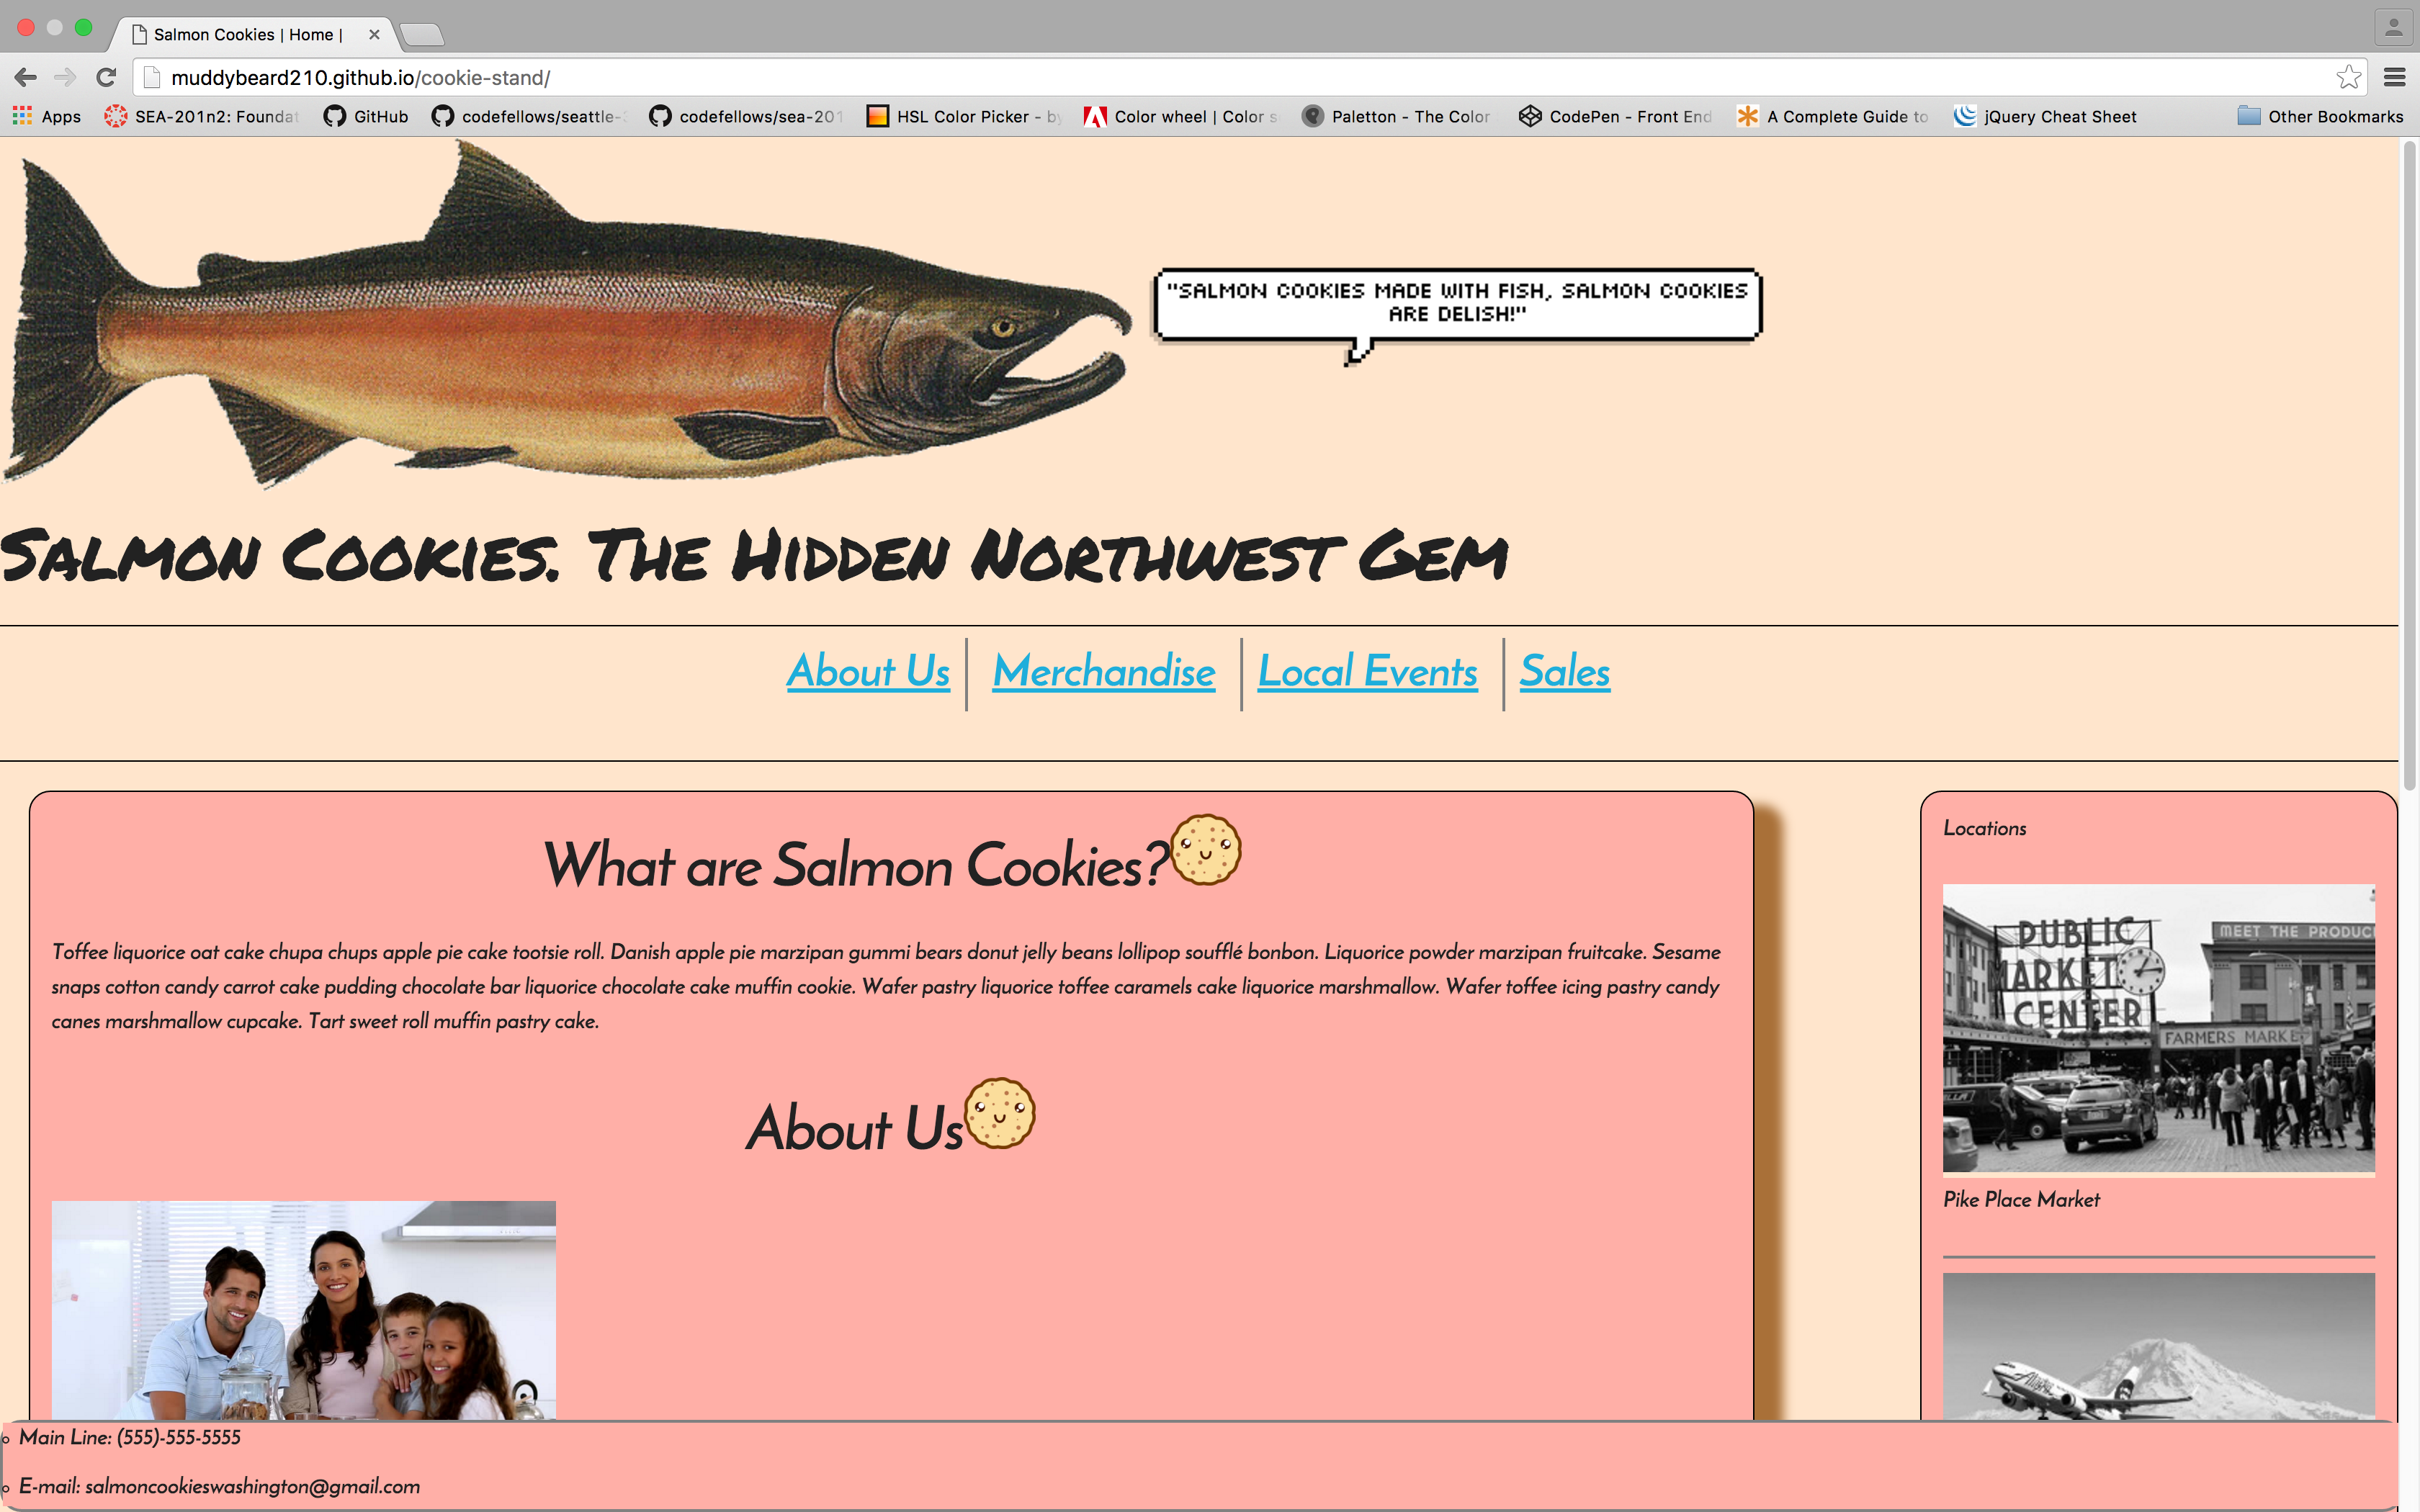 Salmon Cookies | Home |
muddybeard210.github.io/cookie-stand/
Apps
SEA-201n2: Foundat
GitHub
codefellows/seattle-
codefellows/sea-201
HSL Color Picker - by
Color wheel | Color s
Paletton - The Color
CodePen - Front End
A Complete Guide to
jQuery Cheat Sheet
Other Bookmarks
"SALMON COOKIES MADE WITH FISH, SALMON COOKIES
ARE DELISH!"
Salmon Cookies. The Hidden Northwest Gem
About Us
Merchandise
Local Events
Sales
What are Salmon Cookies?
Toffee liquorice oat cake chupa chups apple pie cake tootsie roll. Danish apple pie marzipan gummi bears donut jelly beans lollipop soufflé bonbon. Liquorice powder marzipan fruitcake. Sesame
snaps cotton candy carrot cake pudding chocolate bar liquorice chocolate cake muffin cookie. Wafer pastry liquorice toffee caramels cake liquorice marshmallow. Wafer toffee icing pastry candy
canes marshmallow cupcake. Tart sweet roll muffin pastry cake.
About Us
Locations
PUBLIC
MARKET
CENTER
MEET THE PRODUC
FARMERS MARKE
Pike Place Market
Alaska
Main Line: (555)-555-5555
E-mail: salmoncookieswashington@gmail.com